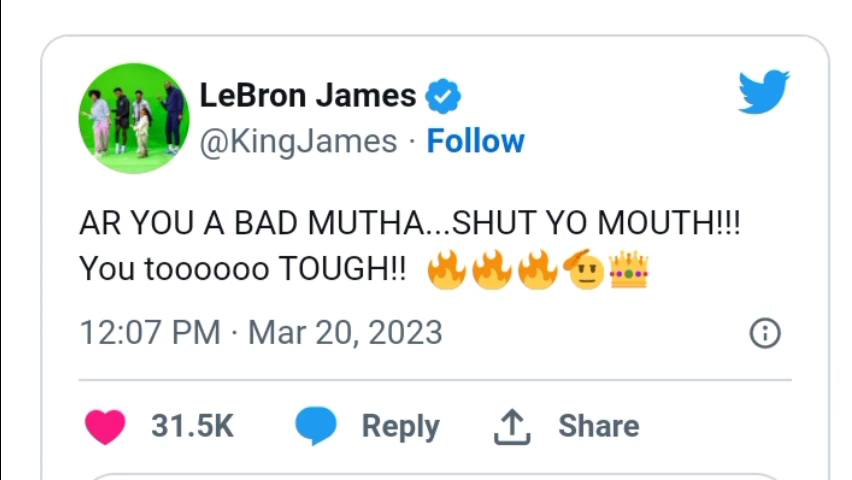 LeBron James
@KingJames · Follow
AR YOU A BAD MUTHA...SHUT YO MOUTH!!!
You toooooo TOUGH!! 🔥🔥🔥🫡👑
12:07 PM · Mar 20, 2023
31.5K Reply Share